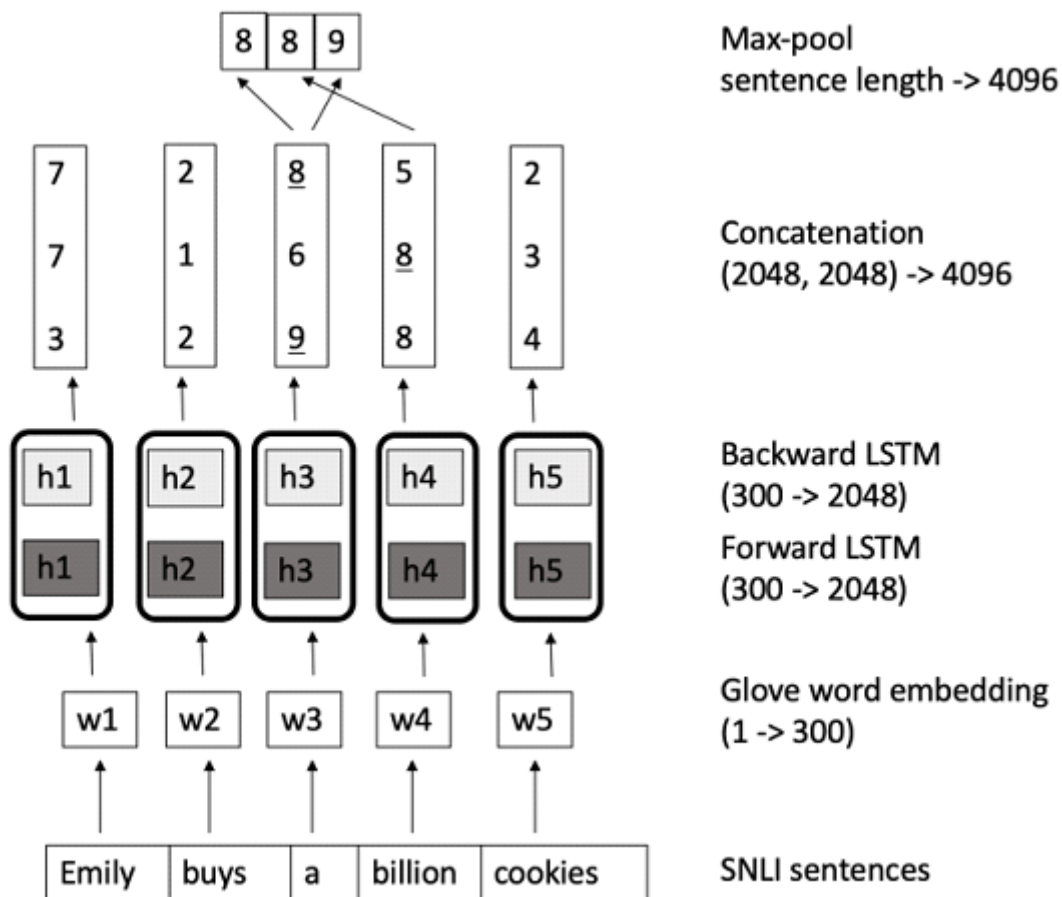 8 8 9
Max-pool
sentence length -> 4096
7 2 8 5 2
7 1 6 8 3
3 2 9 8 4
Concatenation
(2048, 2048) -> 4096
h1 h2 h3 h4 h5
Backward LSTM
(300 -> 2048)
h1 h2 h3 h4 h5
Forward LSTM
(300 -> 2048)
w1 w2 w3 w4 w5
Glove word embedding
(1 -> 300)
Emily buys a billion cookies
SNLI sentences